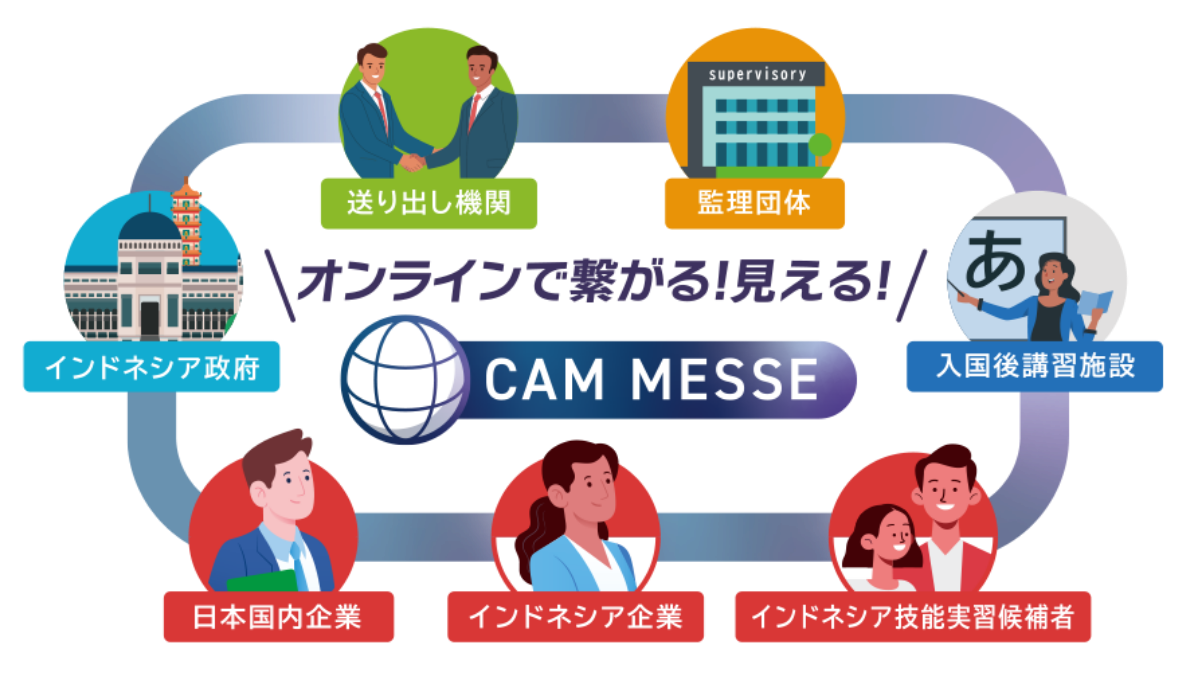 送り出し機関
supervisory
監理団体
インドネシア政府
オンラインで繋がる!見える!
CAM MESSE
あ
入国後講習施設
日本国内企業
インドネシア企業
インドネシア技能実習候補者